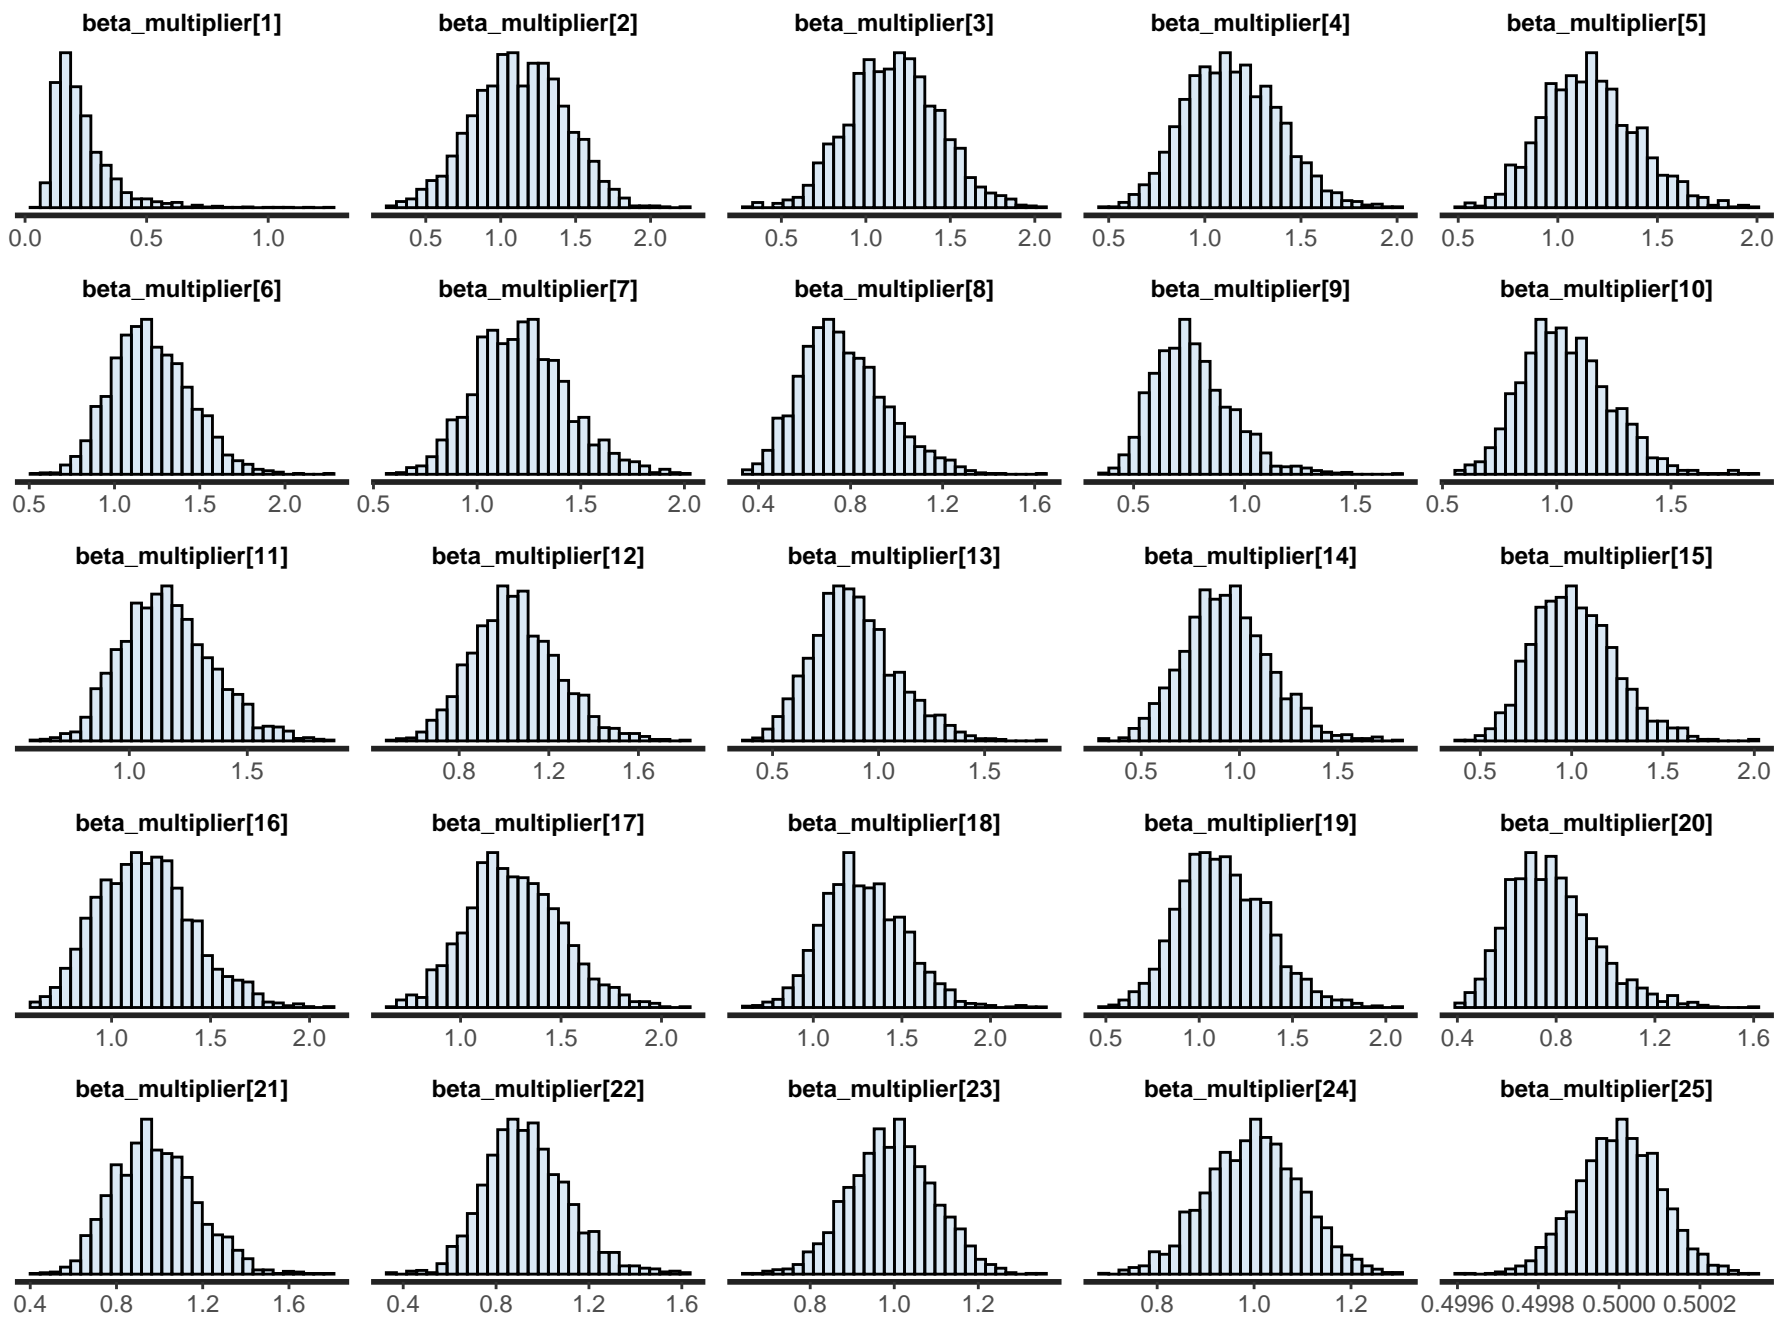 beta_multiplier[1] beta_multiplier[2] beta_multiplier[3] beta_multiplier[4] beta_multiplier[5]
0.0 0.5 1.0 0.5 1.0 1.5 2.0 0.5 1.0 1.5 2.0 0.5 1.0 1.5 2.0 0.5 1.0 1.5 2.0
beta_multiplier[6] beta_multiplier[7] beta_multiplier[8] beta_multiplier[9] beta_multiplier[10]
0.5 1.0 1.5 2.0 0.5 1.0 1.5 2.0 0.4 0.8 1.2 1.6 0.5 1.0 1.5 0.5 1.0 1.5
beta_multiplier[11] beta_multiplier[12] beta_multiplier[13] beta_multiplier[14] beta_multiplier[15]
1.0 1.5 0.8 1.2 1.6 0.5 1.0 1.5 0.5 1.0 1.5 0.5 1.0 1.5 2.0
beta_multiplier[16] beta_multiplier[17] beta_multiplier[18] beta_multiplier[19] beta_multiplier[20]
1.0 1.5 2.0 1.0 1.5 2.0 1.0 1.5 2.0 0.5 1.0 1.5 2.0 0.4 0.8 1.2 1.6
beta_multiplier[21] beta_multiplier[22] beta_multiplier[23] beta_multiplier[24] beta_multiplier[25]
0.4 0.8 1.2 1.6 0.4 0.8 1.2 1.6 0.8 1.0 1.2 0.8 1.0 1.2 0.4996 0.4998 0.5000 0.5002